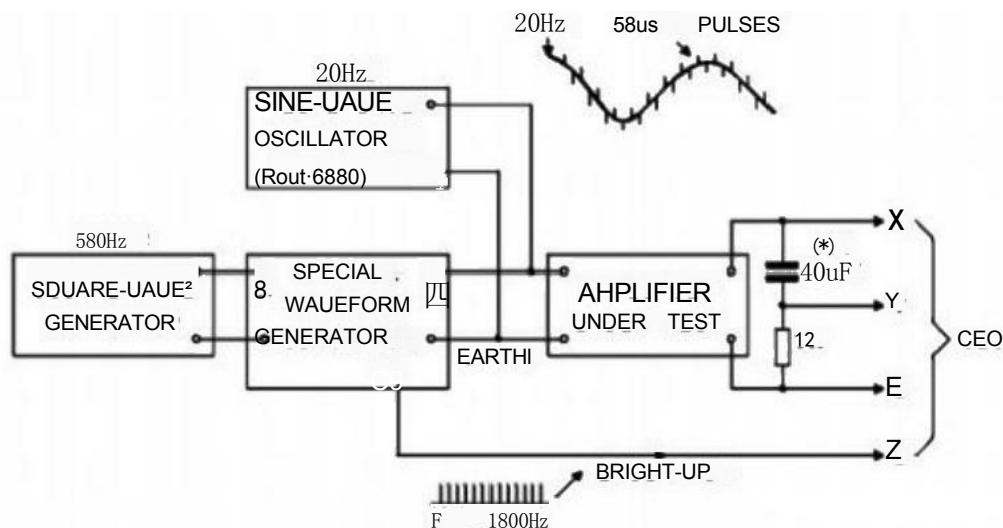 20Hz 58us PULSES
20Hz
SINE-UAUE
OSCILLATOR
(Rout·6880)
580Hz
SDUARE-UAUE²
GENERATOR
8 SPECIAL
WAUEFORM 四
GENERATOR
EARTHI
AHPLIFIER
UNDER TEST
X
(*)
40uF
Y
12
CEO
E
Z
BRIGHT-UP
F 1800Hz